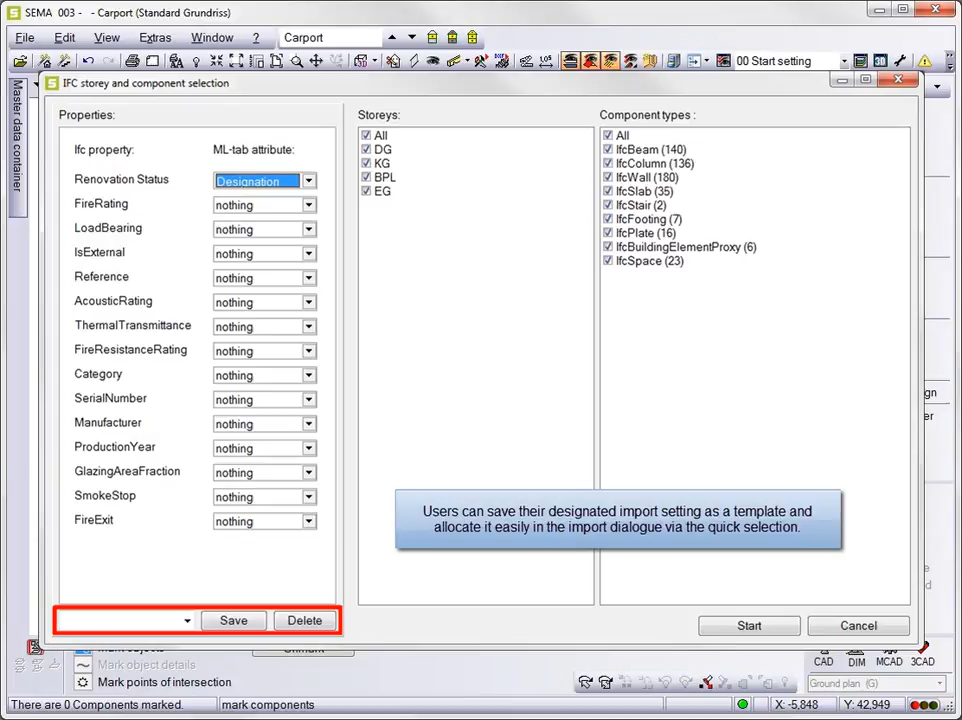 SEMA  003 -   - Carport (Standard Grundriss)
File Edit View Extras Window ? Carport
00 Start setting
Master data container
IFC storey and component selection
Properties:
Ifc property: ML-tab attribute:
Renovation Status Designation
FireRating nothing
LoadBearing nothing
IsExternal nothing
Reference nothing
AcousticRating nothing
ThermalTransmittance nothing
FireResistanceRating nothing
Category nothing
SerialNumber nothing
Manufacturer nothing
ProductionYear nothing
GlazingAreaFraction nothing
SmokeStop nothing
FireExit nothing
Save Delete
Storeys:
All
DG
KG
BPL
EG
Component types :
All
IfcBeam (140)
IfcColumn (136)
IfcWall (180)
IfcSlab (35)
IfcStair (2)
IfcFooting (7)
IfcPlate (16)
IfcBuildingElementProxy (6)
IfcSpace (23)
Users can save their designated import setting as a template and
allocate it easily in the import dialogue via the quick selection.
Start Cancel
Mark object details
Mark points of intersection
CAD DIM MCAD 3CAD
Ground plan (G)
There are 0 Components marked. mark components X: -5,848 Y: 42,949